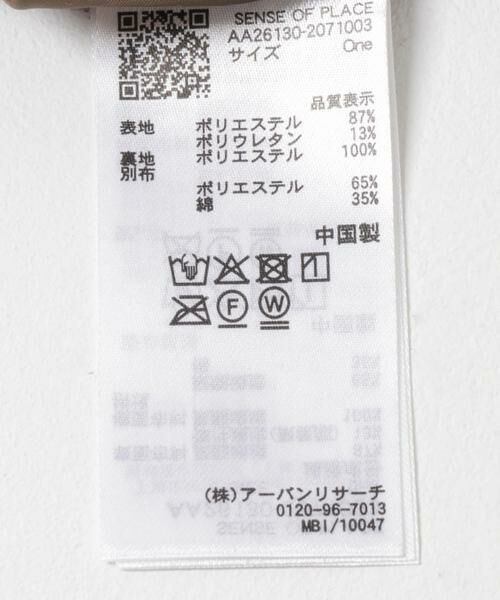 SENSE OF PLACE
AA26130-2071003
サイズ One
品質表示
表地 ポリエステル 87%
ポリウレタン 13%
裏地 ポリエステル 100%
別布
ポリエステル 65%
綿 35%
中国製
F W
(株)アーバンリサーチ
0120-96-7013
MBI/10047